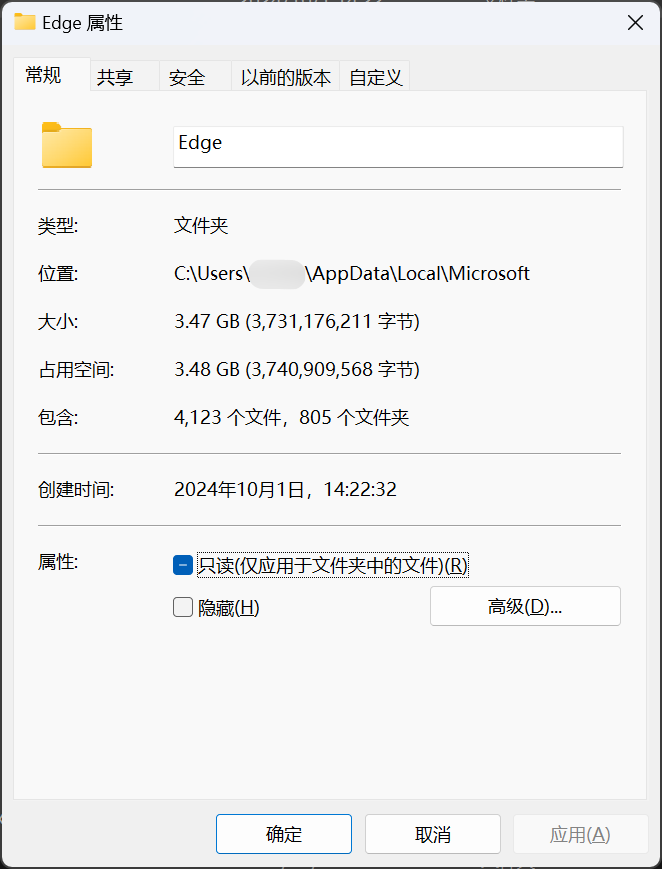 Edge 属性
常规 共享 安全 以前的版本 自定义
Edge
类型: 文件夹
位置: C:\Users\ \AppData\Local\Microsoft
大小: 3.47 GB (3,731,176,211 字节)
占用空间: 3.48 GB (3,740,909,568 字节)
包含: 4,123 个文件，805 个文件夹
创建时间: 2024年10月1日，14:22:32
属性: 只读(仅应用于文件夹中的文件)(R)
隐藏(H) 高级(D)...
确定 取消 应用(A)